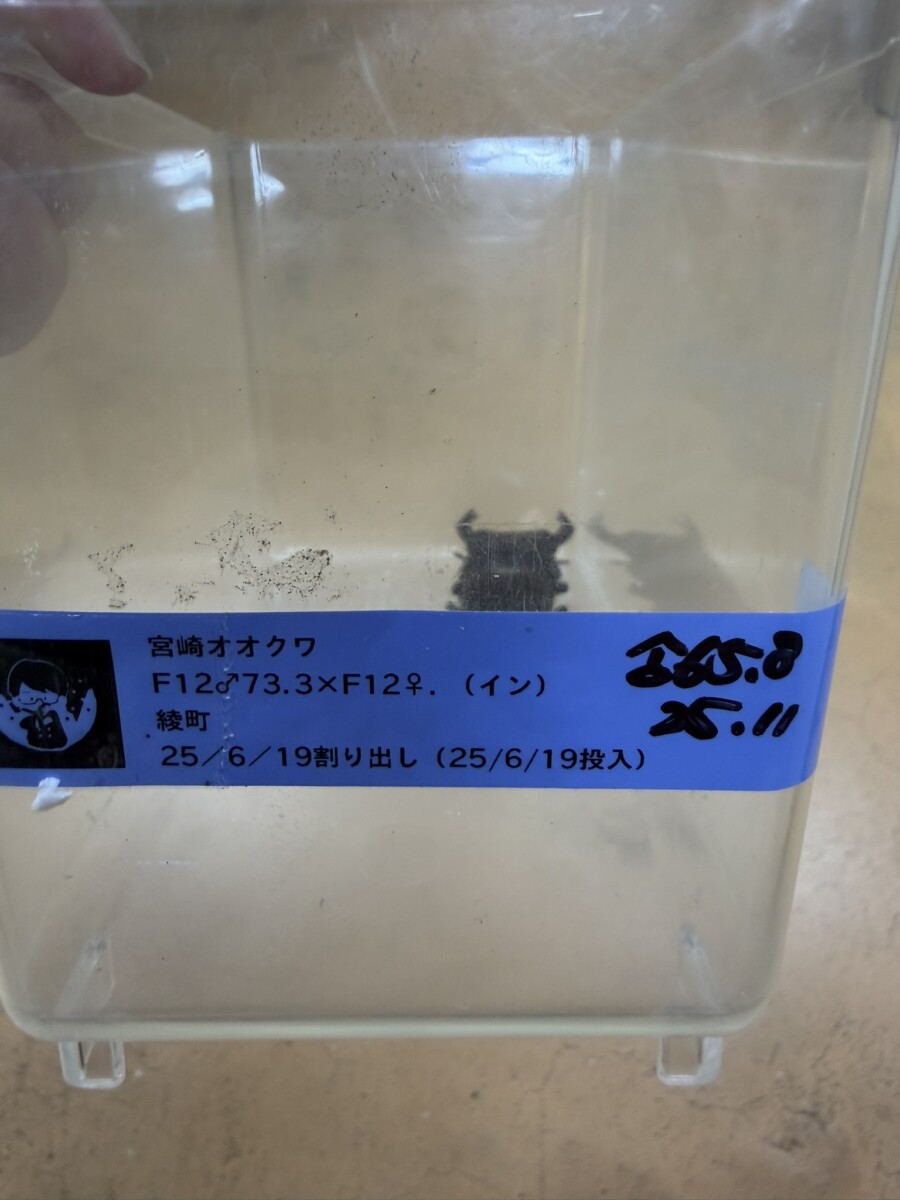 宮崎オオクワ
F12♂73.3×F12♀. （イン）
綾町
25／6／19割り出し（25/6/19投入）
65.8
25.11